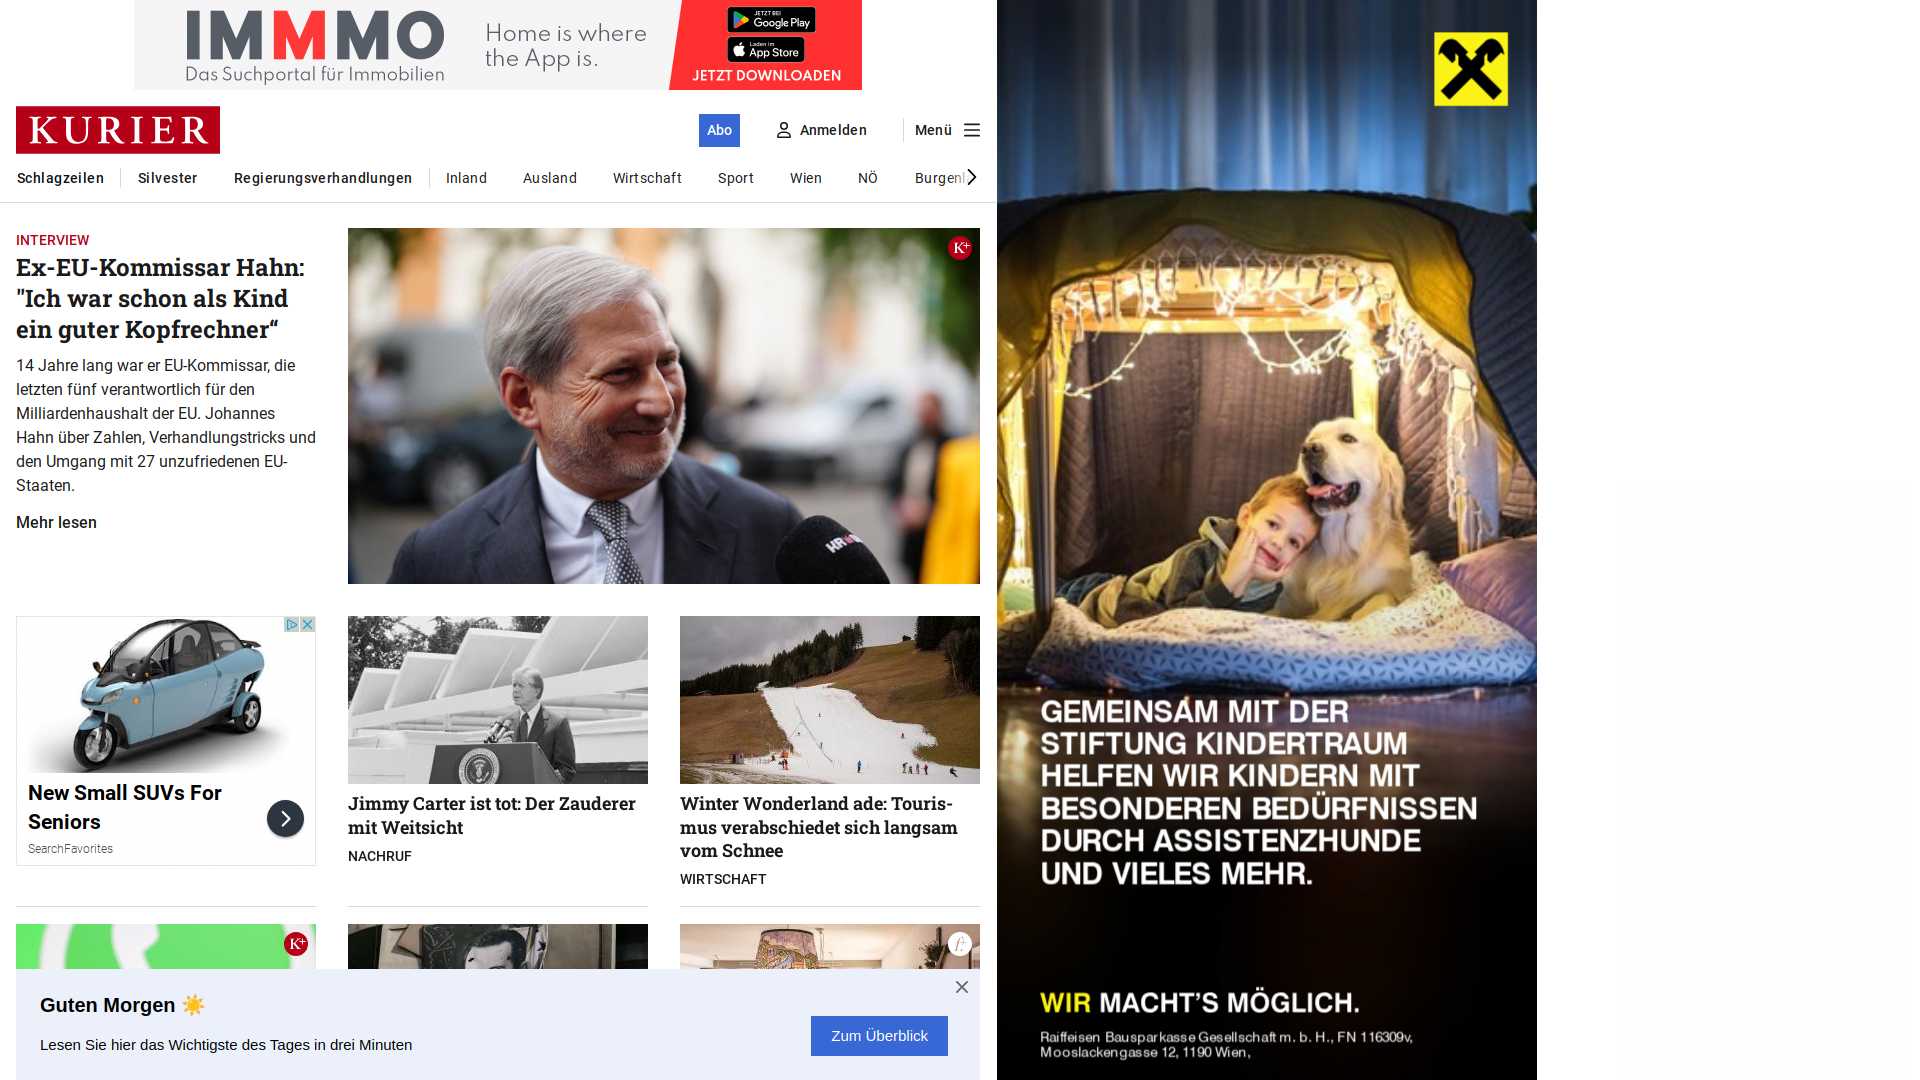 IMMMO
Das Suchportal für Immobilien
Home is where
the App is.
JETZT BEI
Google Play
Laden im
App Store
JETZT DOWNLOADEN
KURIER
Abo
Anmelden
Menü
Schlagzeilen
Silvester
Regierungsverhandlungen
Inland
Ausland
Wirtschaft
Sport
Wien
NÖ
INTERVIEW
Ex-EU-Kommissar Hahn:
"Ich war schon als Kind
ein guter Kopfrechner“
14 Jahre lang war er EU-Kommissar, die
letzten fünf verantwortlich für den
Milliardenhaushalt der EU. Johannes
Hahn über Zahlen, Verhandlungstricks und
den Umgang mit 27 unzufriedenen EU-
Staaten.
Mehr lesen
K+
New Small SUVs For
Seniors
SearchFavorites
Jimmy Carter ist tot: Der Zauderer
mit Weitsicht
NACHRUF
Winter Wonderland ade: Touris-
mus verabschiedet sich langsam
vom Schnee
WIRTSCHAFT
K+
f+
Guten Morgen ☀️
Lesen Sie hier das Wichtigste des Tages in drei Minuten
Zum Überblick
GEMEINSAM MIT DER
STIFTUNG KINDERTRAUM
HELFEN WIR KINDERN MIT
BESONDEREN BEDÜRFNISSEN
DURCH ASSISTENZHUNDE
UND VIELES MEHR.
WIR MACHT'S MÖGLICH.
Raiffeisen Bausparkasse Gesellschaft m. b. H., FN 116309v,
Mooslackengasse 12, 1190 Wien,